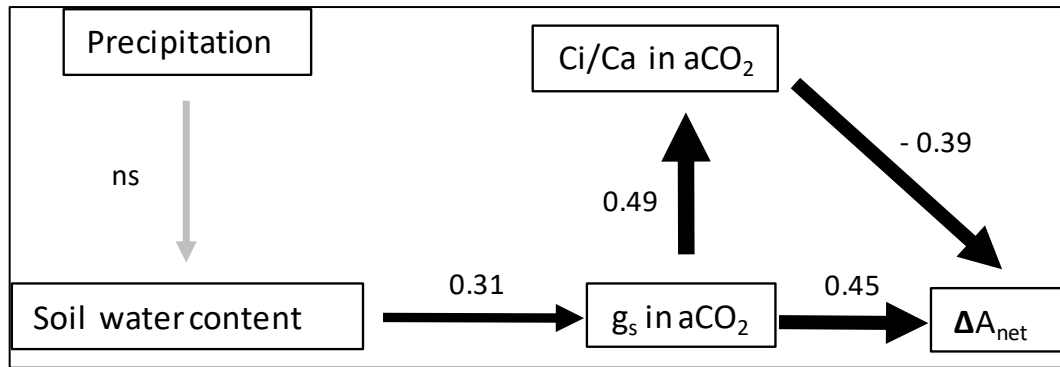 Precipitation
Ci/Ca in aCO₂
ns
- 0.39
0.49
Soil water content
0.31
gₛ in aCO₂
0.45
ΔAₙₑₜ